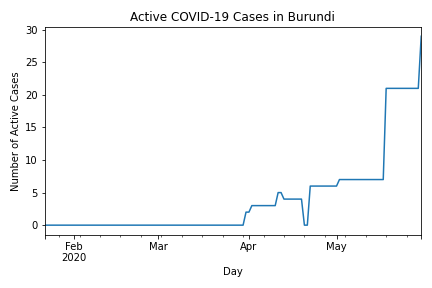 Active COVID-19 Cases in Burundi
Number of Active Cases
30
25
20
15
10
5
0
Feb
2020
Mar
Apr
May
Day